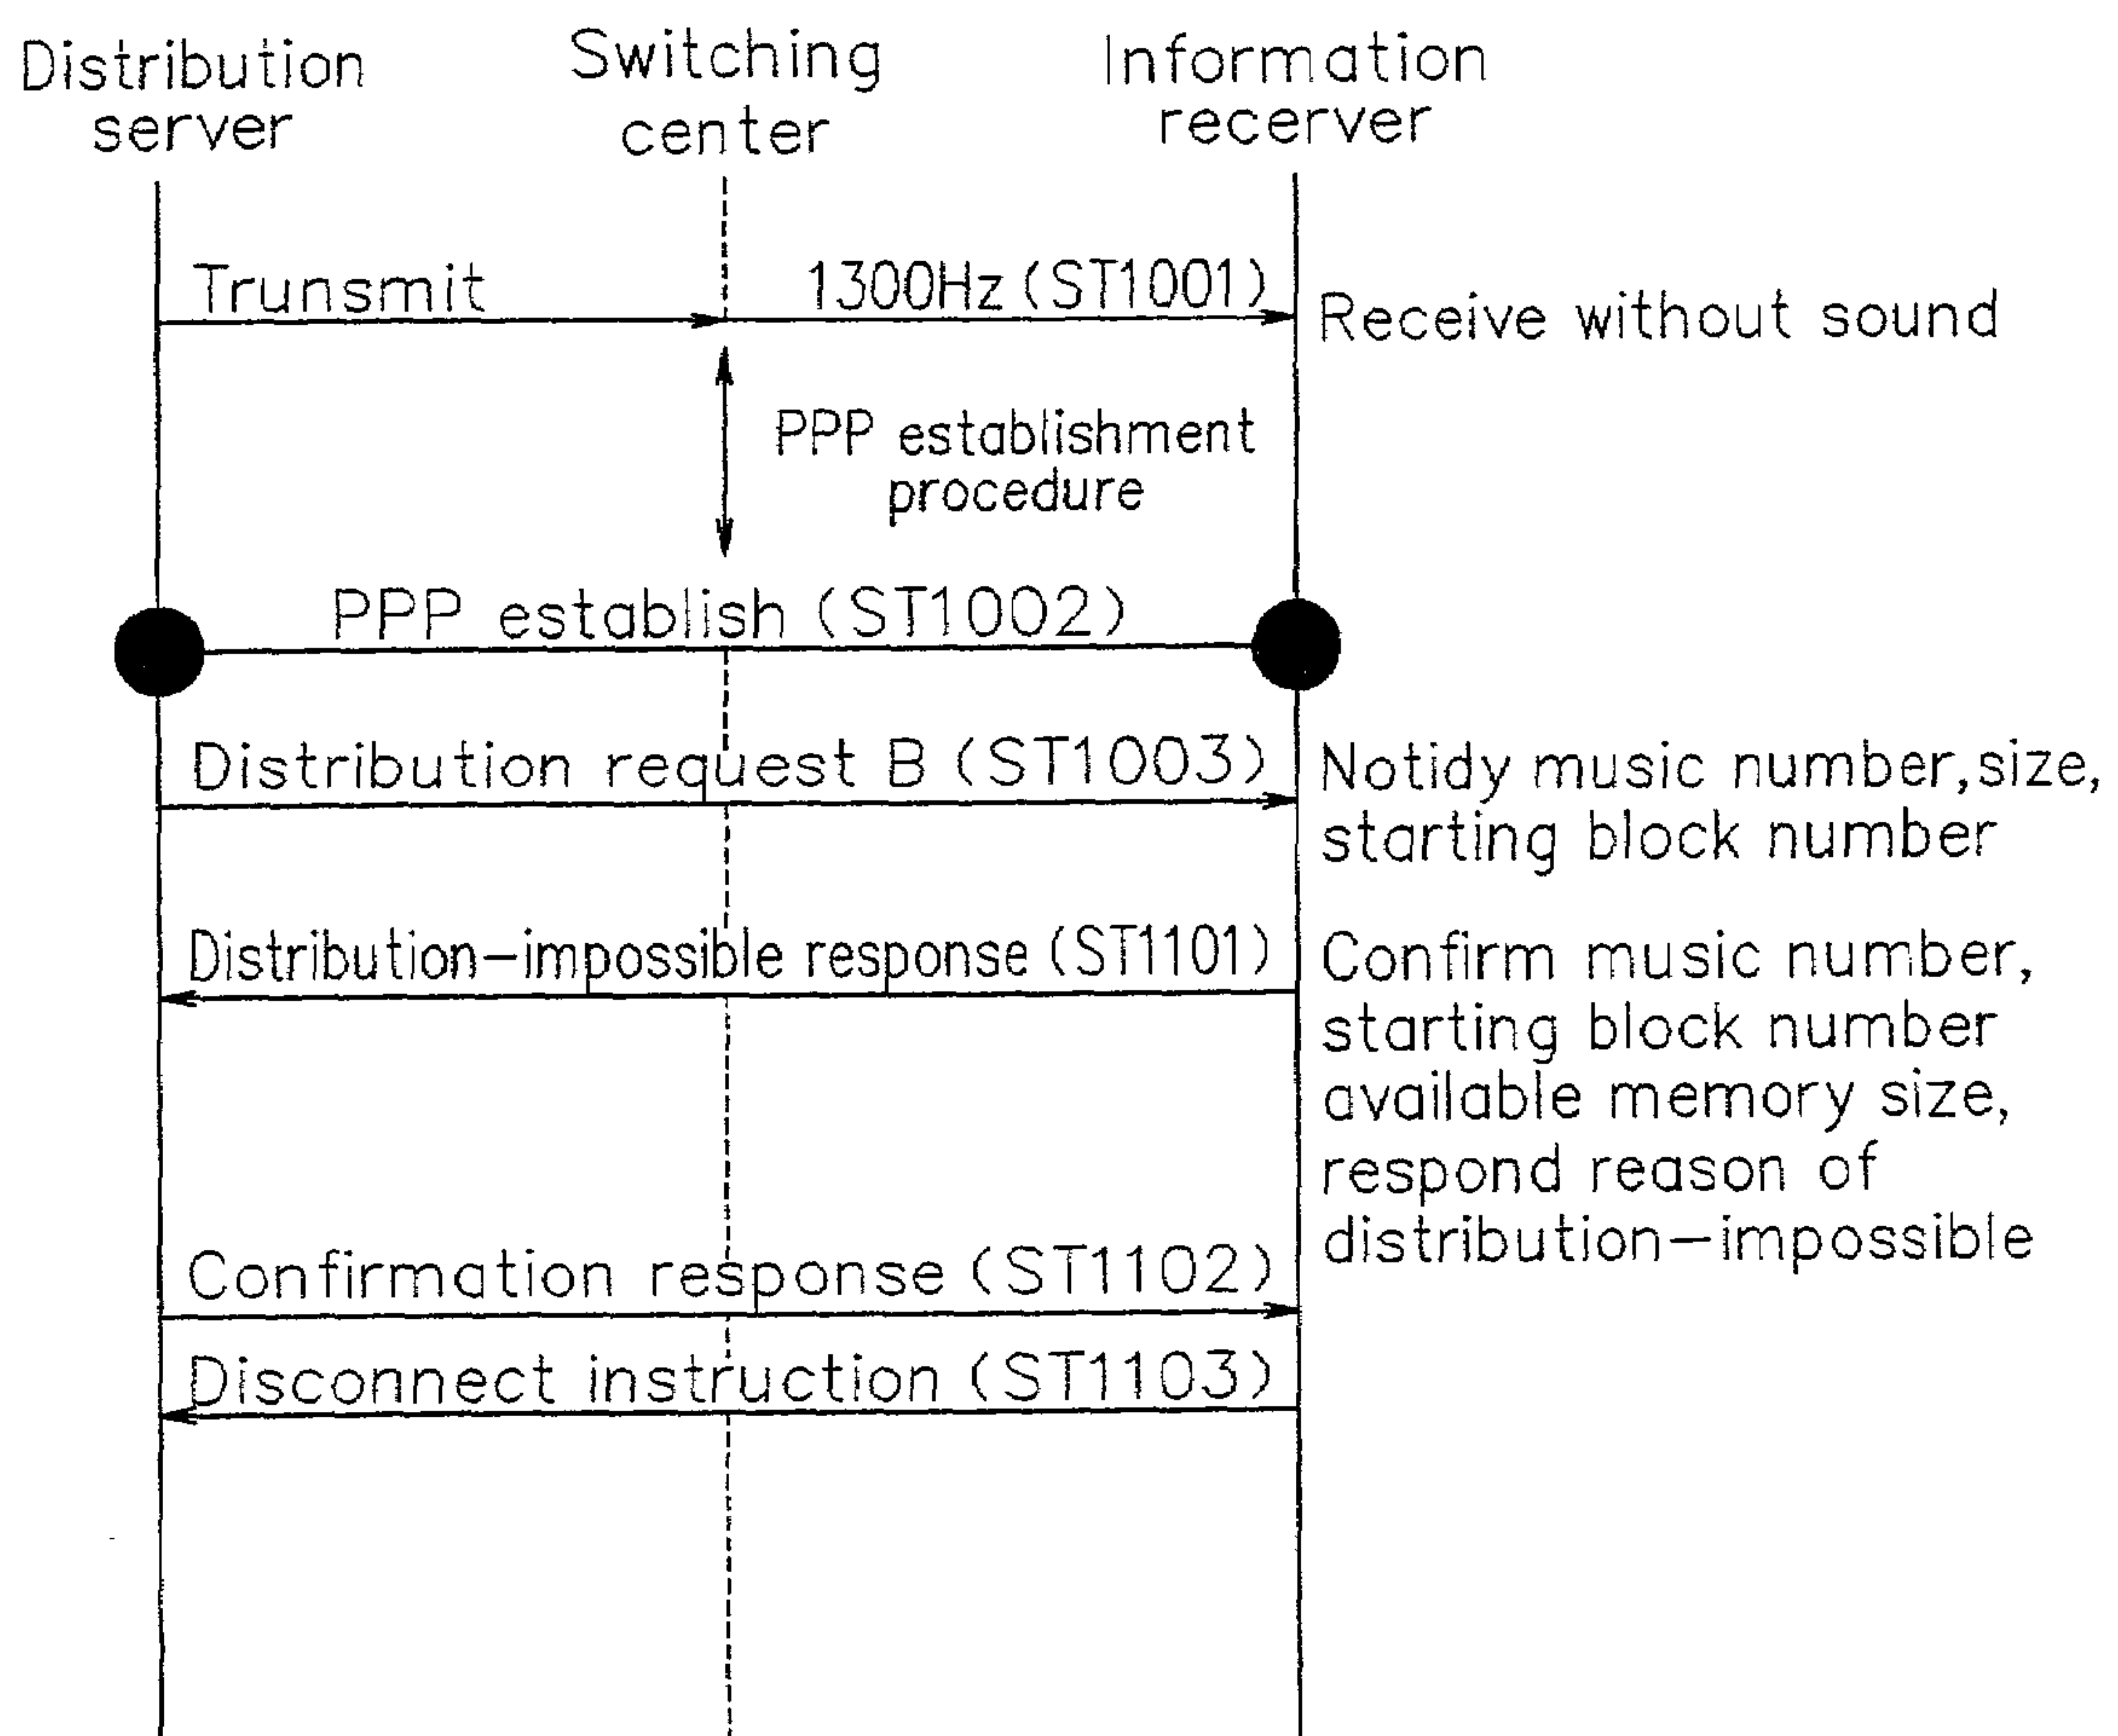 Distribution
server
Switching
center
Information
recerver
Trunsmit
1300Hz (ST1001)
Receive without sound
PPP establishment
procedure
PPP establish (ST1002)
Distribution request B (ST1003)
Notidy music number,size,
starting block number
Distribution-impossible response (ST1101)
Confirm music number,
starting block number
available memory size,
respond reason of
distribution-impossible
Confirmation response (ST1102)
Disconnect instruction (ST1103)